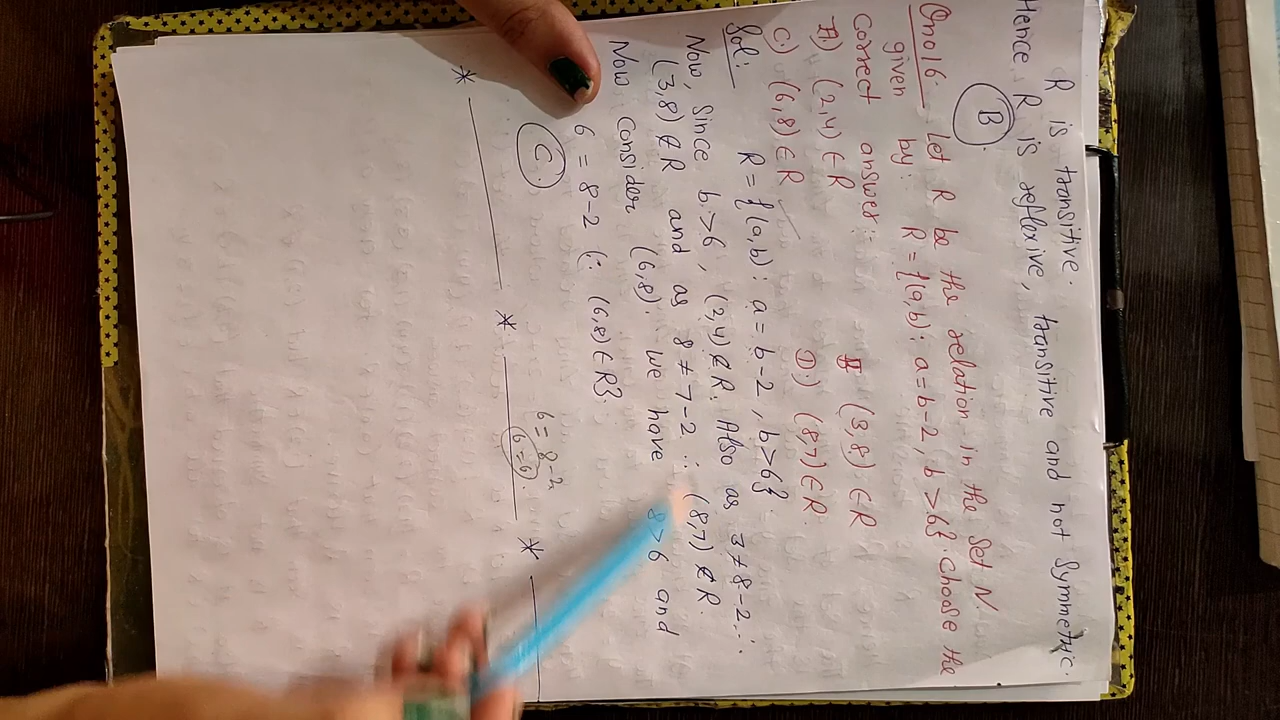 R is transitive.
Hence R is reflexive, transitive and not symmetric.
B.
Qno16. Let R be the relation in the set N.
given by: R = {(a,b): a = b-2, b > 6}. choose the
correct answer:-
A.) (2,4) ∈ R (3,8) ∈ R
C.) (6,8) ∈ R D.) (8,7) ∈ R.
Sol: R = {(a,b): a = b-2, b > 6}.
Now, since b > 6, (2,4) ∉ R. Also as 3 ≠ 8-2 ∴
(3,8) ∉ R and as 8 ≠ 7-2 ∴ (8,7) ∉ R
Now consider (6,8). we have 8 > 6 and
6 = 8-2 (∵ (6,8) ∈ R}.
C. 6 = 8-2
(6=6).